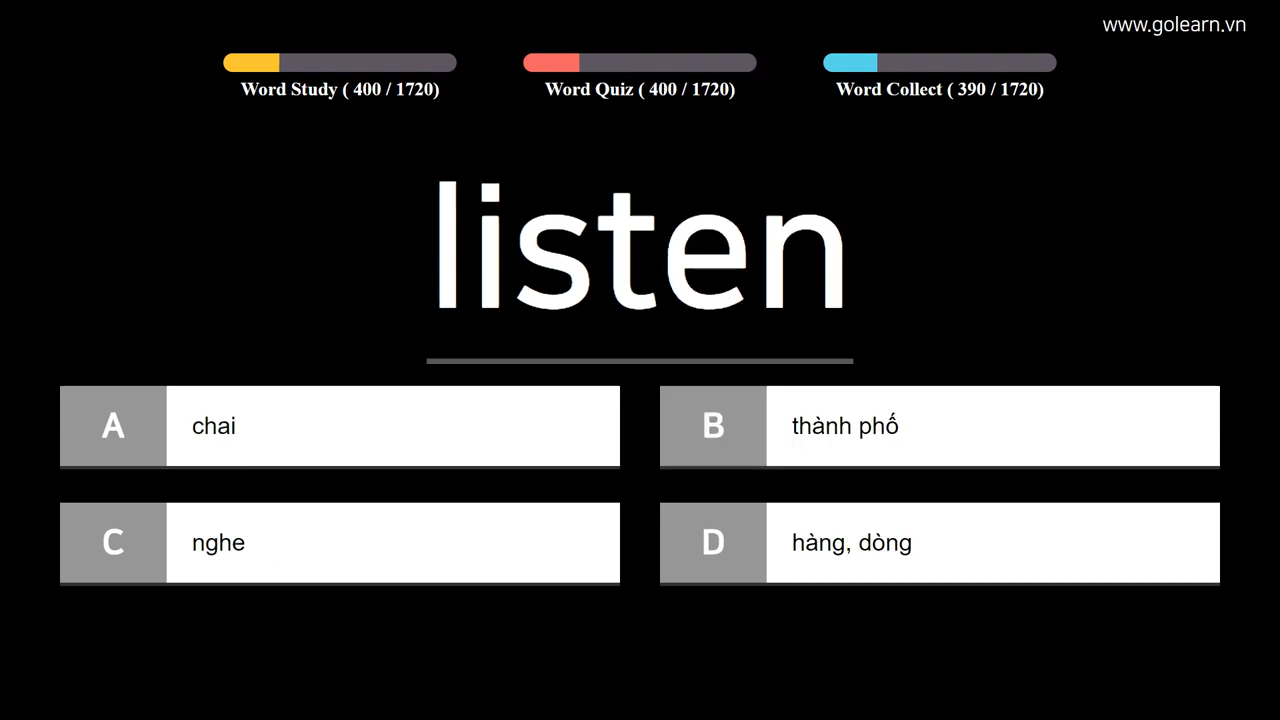 www.golearn.vn
Word Study ( 400 / 1720)
Word Quiz ( 400 / 1720)
Word Collect ( 390 / 1720)
listen
A chai
B thành phố
C nghe
D hàng, dòng